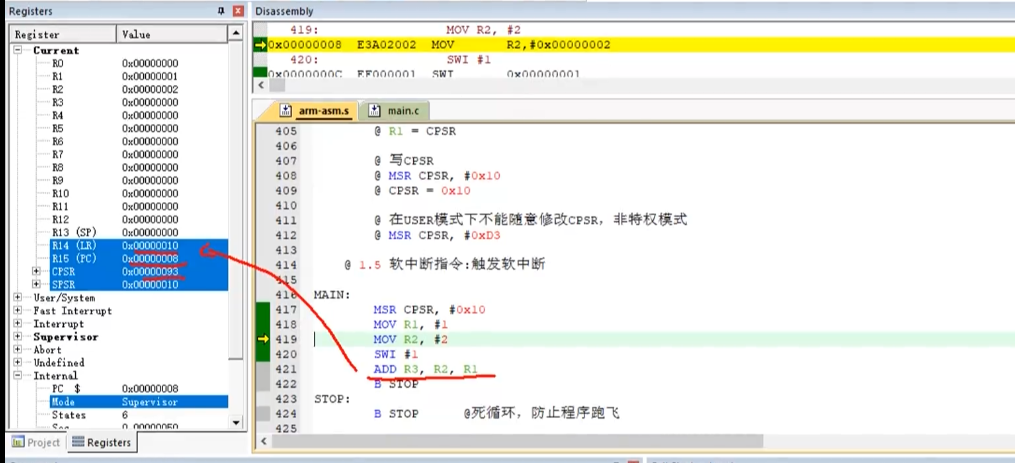 Registers
Register Value
Current
R0 0x00000000
R1 0x00000001
R2 0x00000002
R3 0x00000000
R4 0x00000000
R5 0x00000000
R6 0x00000000
R7 0x00000000
R8 0x00000000
R9 0x00000000
R10 0x00000000
R11 0x00000000
R12 0x00000000
R13 (SP) 0x00000000
R14 (LR) 0x00000010
R15 (PC) 0x00000008
CPSR 0x00000093
SPSR 0x00000010
User/System
Fast Interrupt
Interrupt
Supervisor
Abort
Undefined
Internal
PC $ 0x00000008
Mode Supervisor
States 6
Project Registers
Disassembly
419: MOV R2, #2
0x00000008 E3A02002 MOV R2,#0x00000002
420: SWI #1
0x0000000C EF000001 SWI 0x00000001
arm-asm.s main.c
405 @ R1 = CPSR
406
407 @ 写CPSR
408 @ MSR CPSR, #0x10
409 @ CPSR = 0x10
410
411 @ 在USER模式下不能随意修改CPSR，非特权模式
412 @ MSR CPSR, #0xD3
413
414 @ 1.5 软中断指令:触发软中断
415
416 MAIN:
417 MSR CPSR, #0x10
418 MOV R1, #1
419 MOV R2, #2
420 SWI #1
421 ADD R3, R2, R1
422 B STOP
423 STOP:
424 B STOP @死循环，防止程序跑飞
425